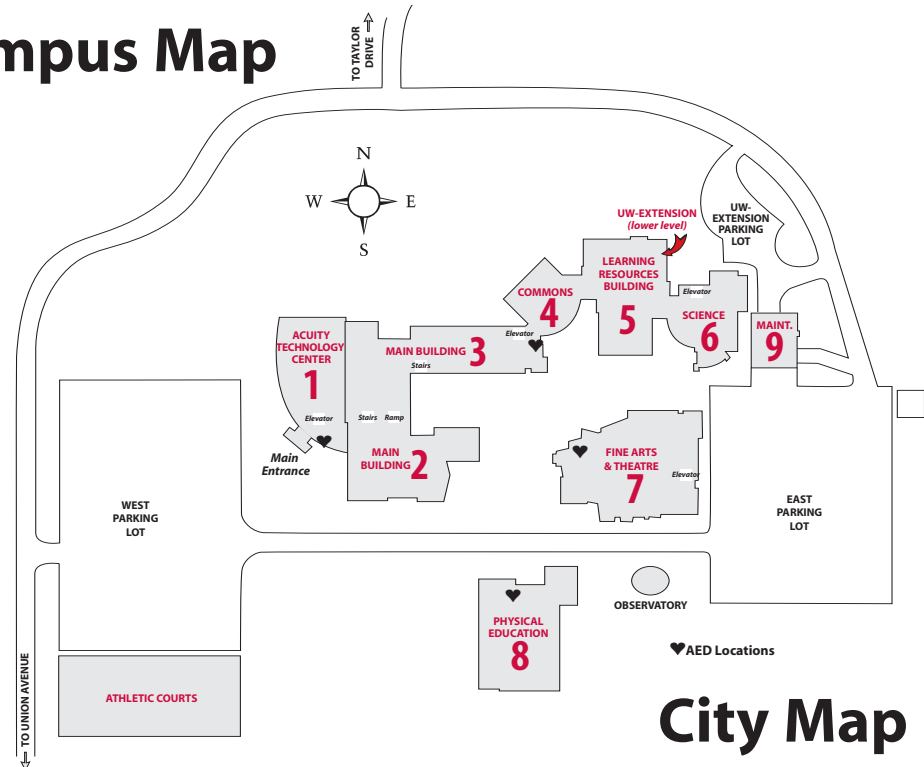 mpus Map
TO TAYLOR
DRIVE
N
W
E
S
UW-EXTENSION
(lower level)
UW-
EXTENSION
PARKING
LOT
LEARNING
RESOURCES
BUILDING
5
COMMONS
4
Elevator
SCIENCE
6
MAINT.
9
ACUITY
TECHNOLOGY
CENTER
1
Elevator
MAIN BUILDING 3
Stairs
Elevator
Stairs
Ramp
MAIN
BUILDING 2
Main
Entrance
FINE ARTS
& THEATRE
7
Elevator
WEST
PARKING
LOT
EAST
PARKING
LOT
PHYSICAL
EDUCATION
8
OBSERVATORY
AED Locations
ATHLETIC COURTS
TO UNION AVENUE
City Map